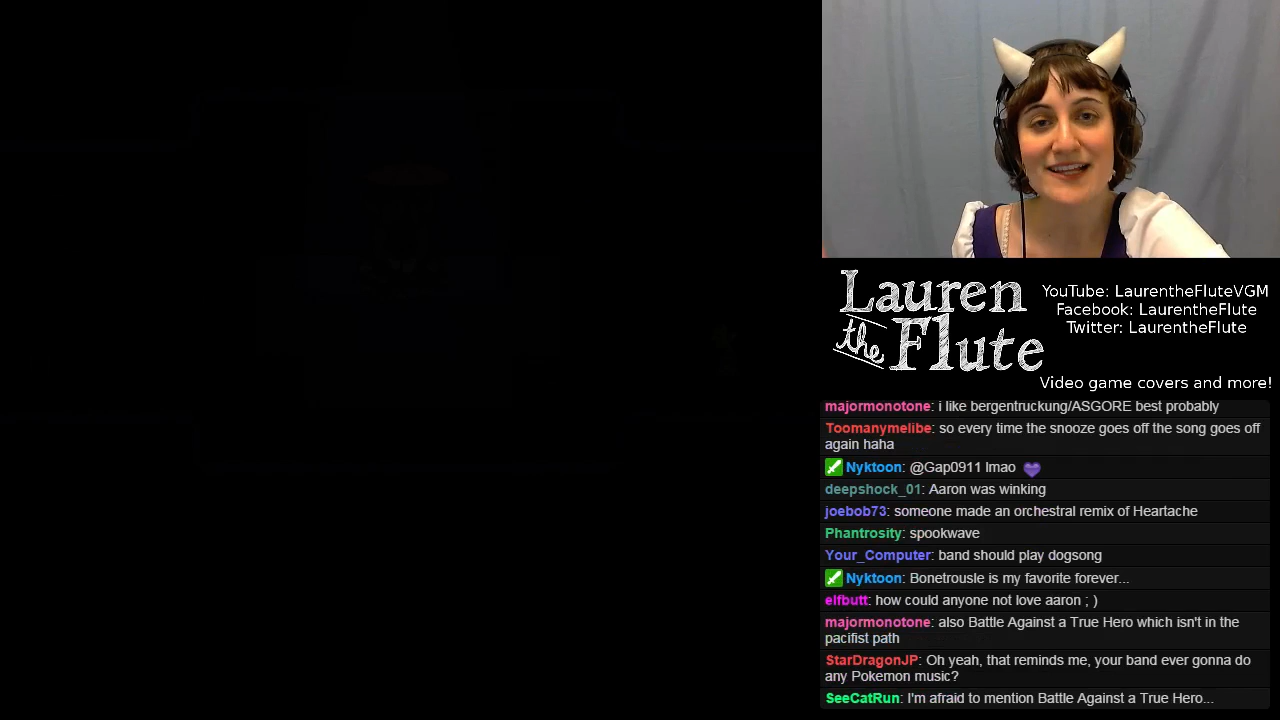 Lauren
the Flute
YouTube: LaurentheFluteVGM
Facebook: LaurentheFlute
Twitter: LaurentheFlute
Video game covers and more!
majormonotone: i like bergentruckung/ASGORE best probably
Toomanymelibe: so every time the snooze goes off the song goes off
again haha
Nyktoon: @Gap0911 lmao
deepshock_01: Aaron was winking
joebob73: someone made an orchestral remix of Heartache
Phantrosity: spookwave
Your_Computer: band should play dogsong
Nyktoon: Bonetrousle is my favorite forever...
elfbutt: how could anyone not love aaron ; )
majormonotone: also Battle Against a True Hero which isn't in the
pacifist path
StarDragonJP: Oh yeah, that reminds me, your band ever gonna do
any Pokemon music?
SeeCatRun: I'm afraid to mention Battle Against a True Hero...